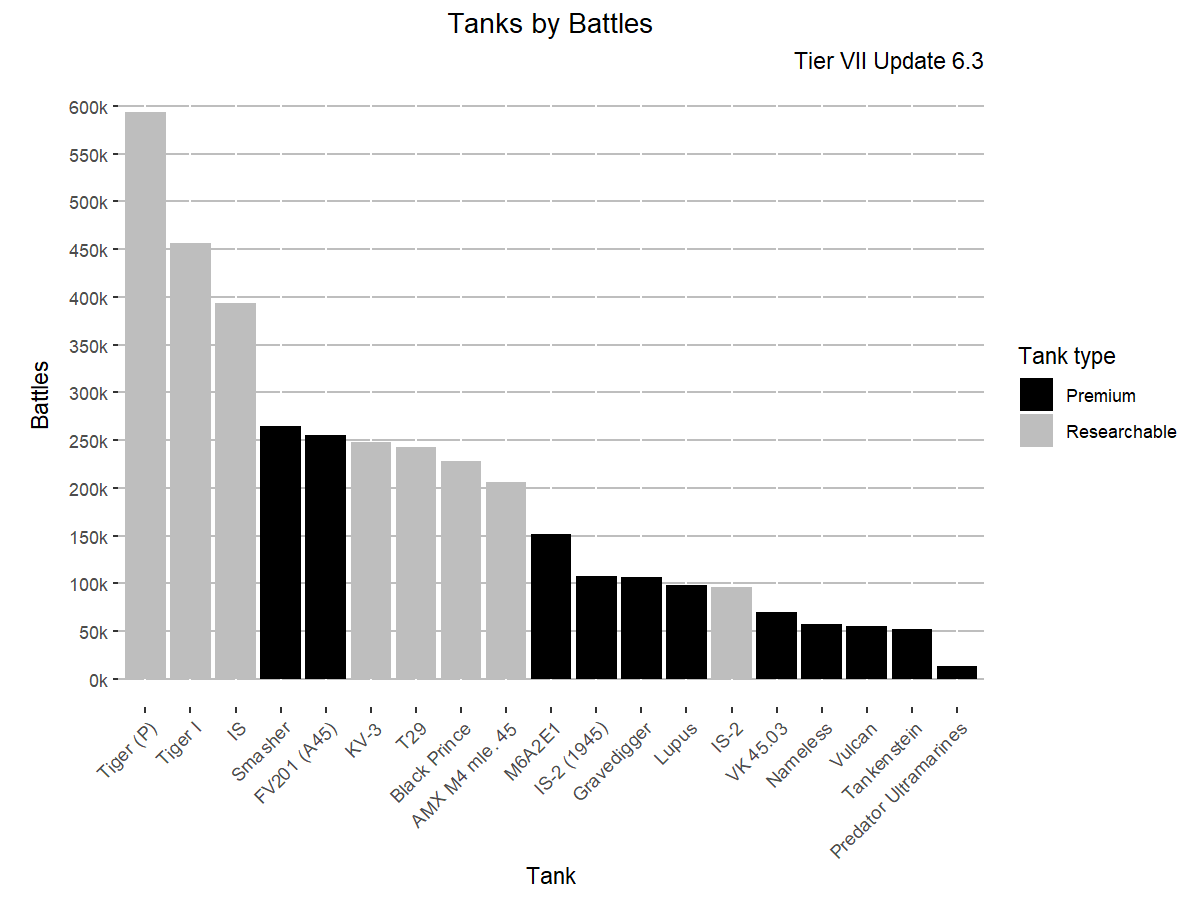 Tanks by Battles
Tier VII Update 6.3
600k
550k
500k
450k
400k
350k
300k
250k
200k
150k
100k
50k
0k
Battles
Tiger (P)
Tiger I
IS
Smasher
FV201 (A45)
KV-3
T29
Black Prince
AMX M4 mle. 45
M6A2E1
IS-2 (1945)
Gravedigger
Lupus
IS-2
VK 45.03
Nameless
Vulcan
Tankenstein
Predator Ultramarines
Tank
Tank type
Premium
Researchable